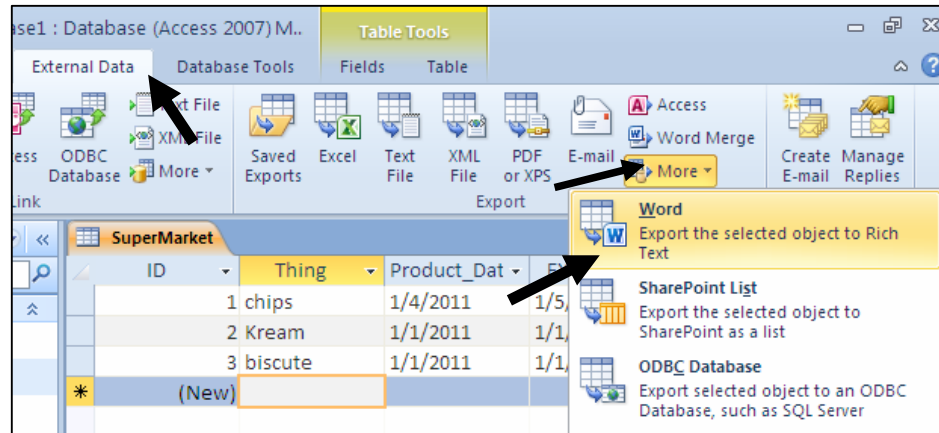 ase1 : Database (Access 2007) M.. Table Tools
External Data Database Tools Fields Table
Text File Access
XML File Word Merge
ess ODBC Database More Saved Exports Excel Text File XML File PDF or XPS E-mail More Create E-mail Manage Replies
Link Export
Word
Export the selected object to Rich
Text
SharePoint List
Export the selected object to
SharePoint as a list
ODBC Database
Export selected object to an ODBC
Database, such as SQL Server
SuperMarket
ID Thing Product_Dat
1 chips 1/4/2011 1/5/
2 Kream 1/1/2011 1/1/
3 biscute 1/1/2011 1/1/
(New)